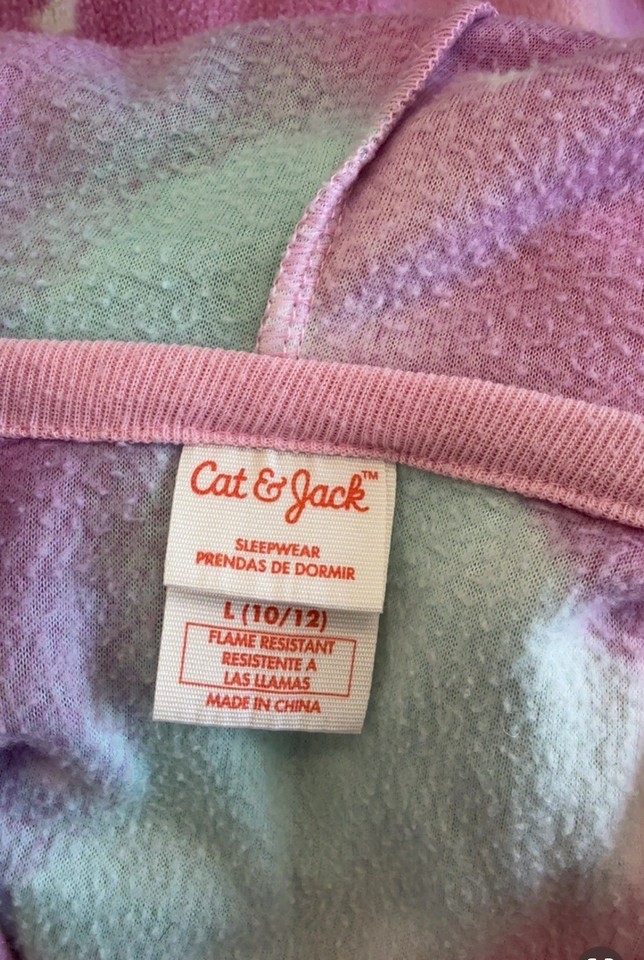 Cat & Jack™
SLEEPWEAR
PRENDAS DE DORMIR
L (10/12)
FLAME RESISTANT
RESISTENTE A
LAS LLAMAS
MADE IN CHINA